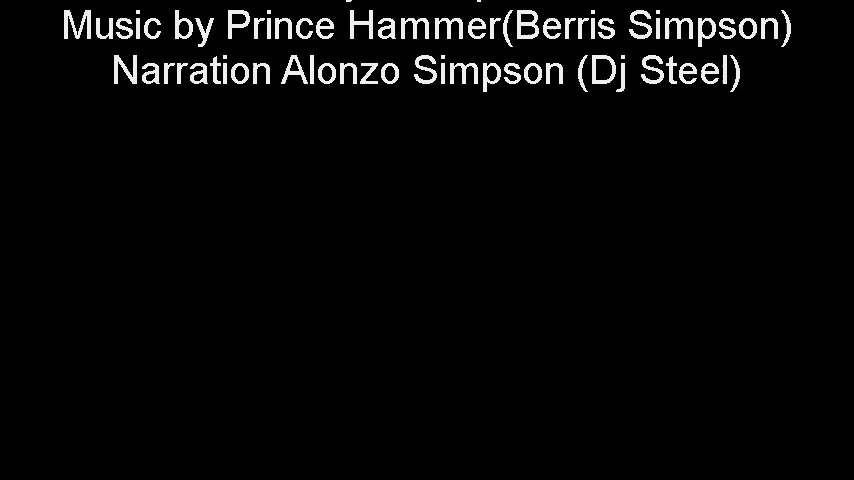 Music by Prince Hammer(Berris Simpson)
Narration Alonzo Simpson (Dj Steel)